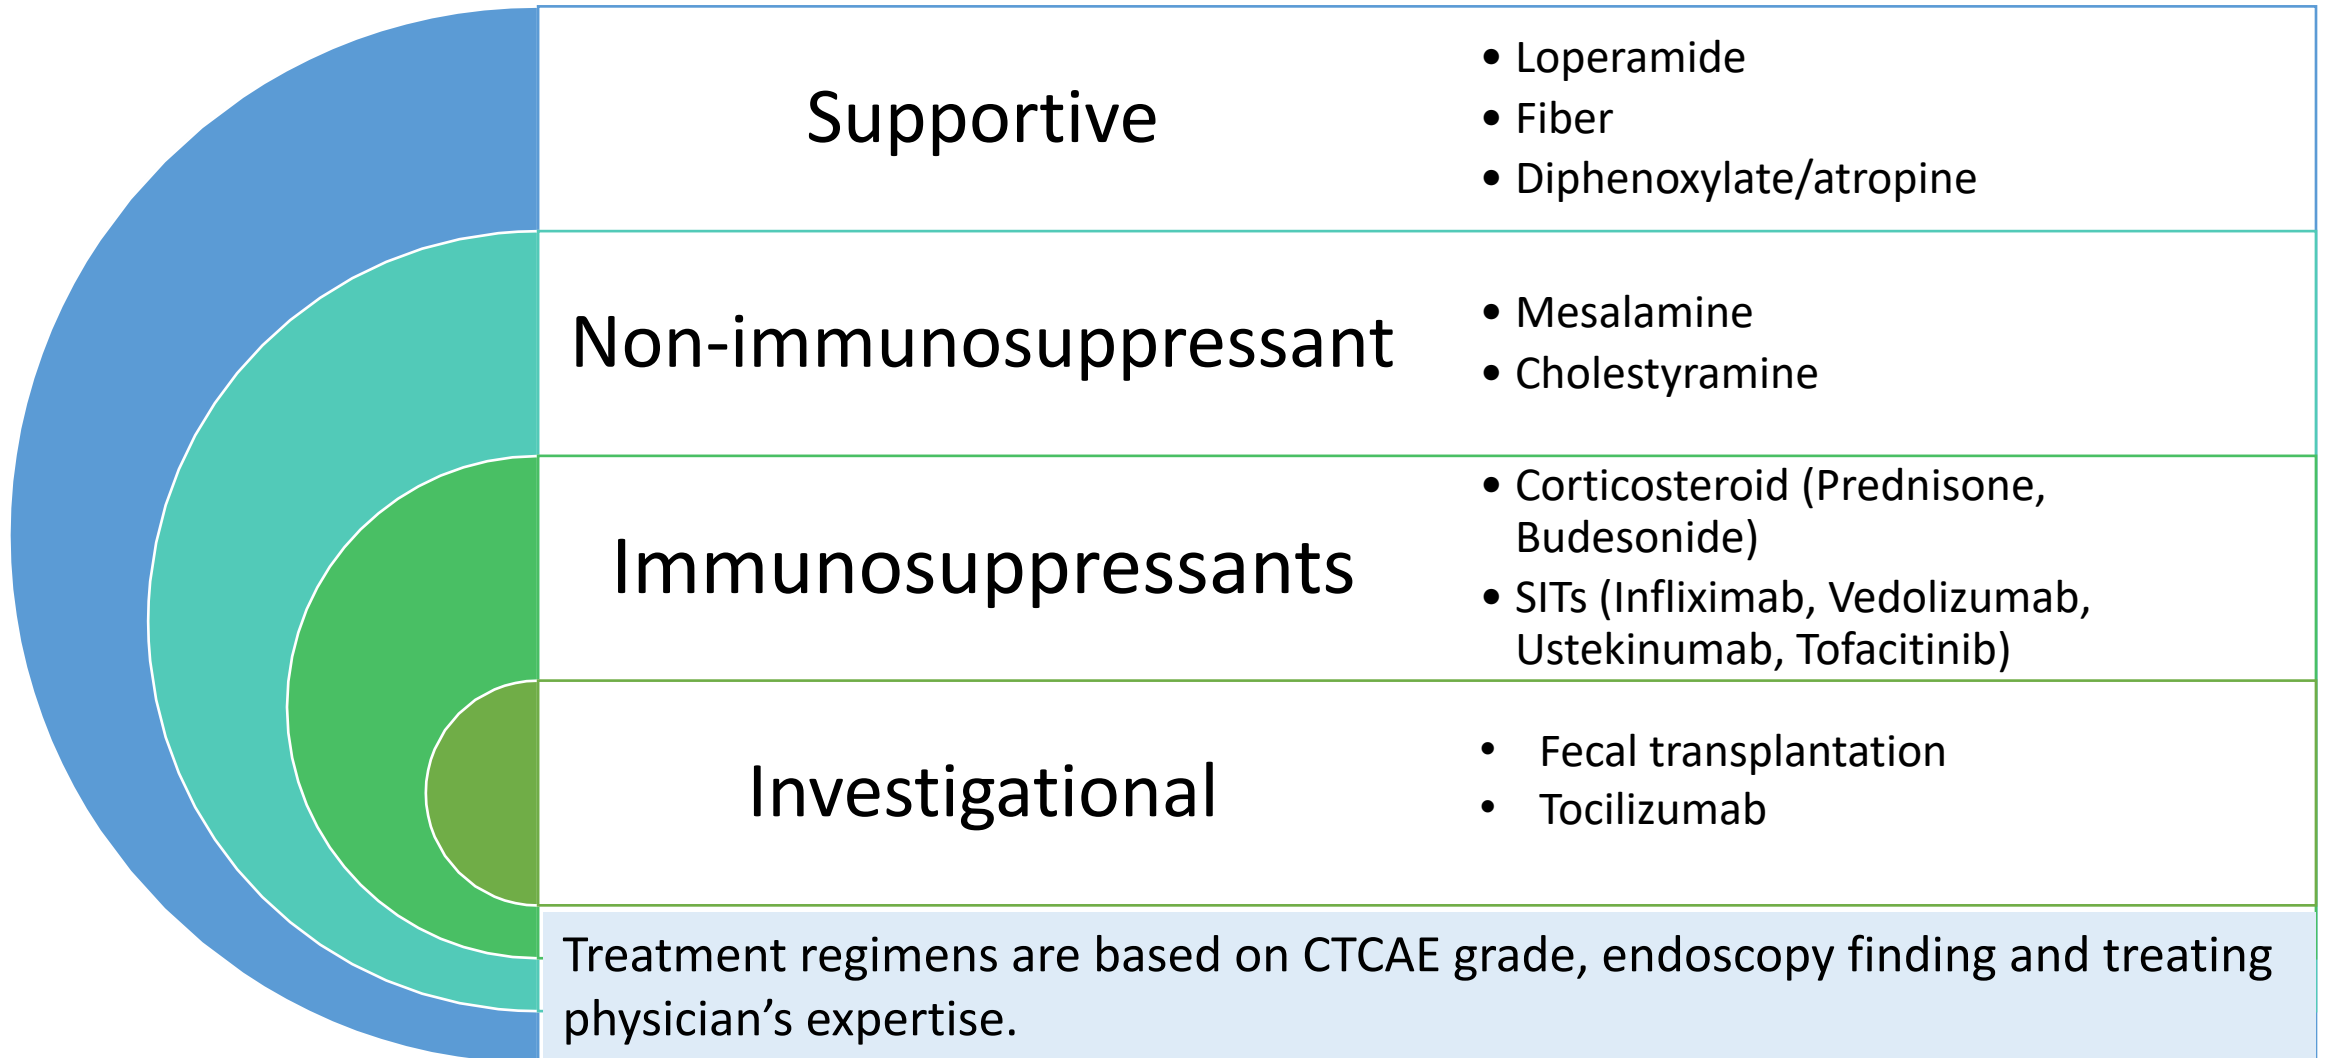 Supportive
• Loperamide
• Fiber
• Diphenoxylate/atropine
Non-immunosuppressant
• Mesalamine
• Cholestyramine
Immunosuppressants
• Corticosteroid (Prednisone,
Budesonide)
• SITs (Infliximab, Vedolizumab,
Ustekinumab, Tofacitinib)
Investigational
• Fecal transplantation
• Tocilizumab
Treatment regimens are based on CTCAE grade, endoscopy finding and treating
physician’s expertise.